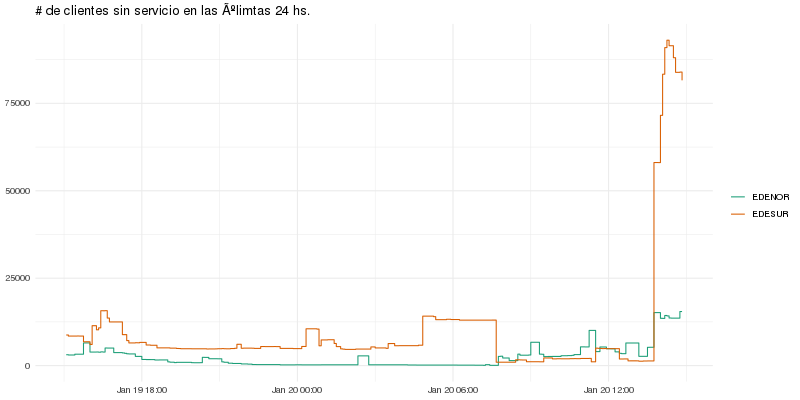 # de clientes sin servicio en las Ãºlimtas 24 hs.
75000
50000
25000
0
Jan 19 18:00
Jan 20 00:00
Jan 20 06:00
Jan 20 12:00
EDENOR
EDESUR